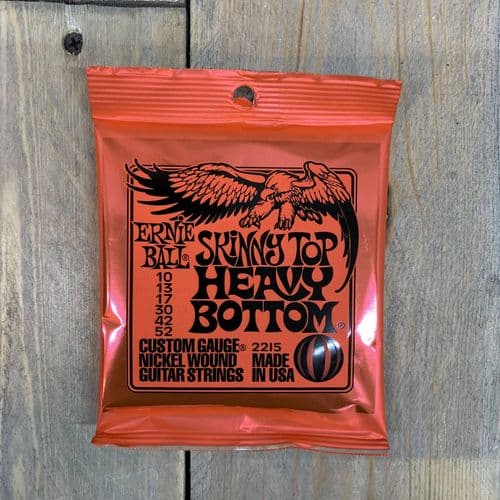 ERNIE
BALL®
SKINNY TOP
HEAVY
BOTTOM®
10
13
17
30
42
52
CUSTOM GAUGE® 2215
NICKEL WOUND MADE
GUITAR STRINGS IN USA